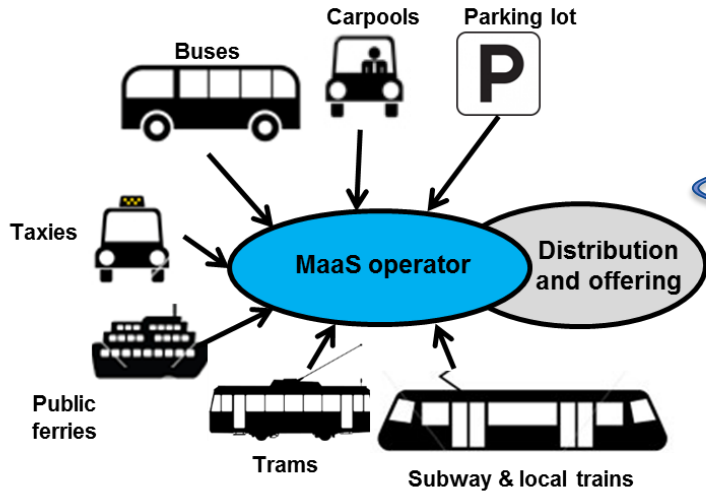 Carpools
Parking lot
Buses
P
Taxies
MaaS operator
Distribution
and offering
Public
ferries
Trams
Subway & local trains